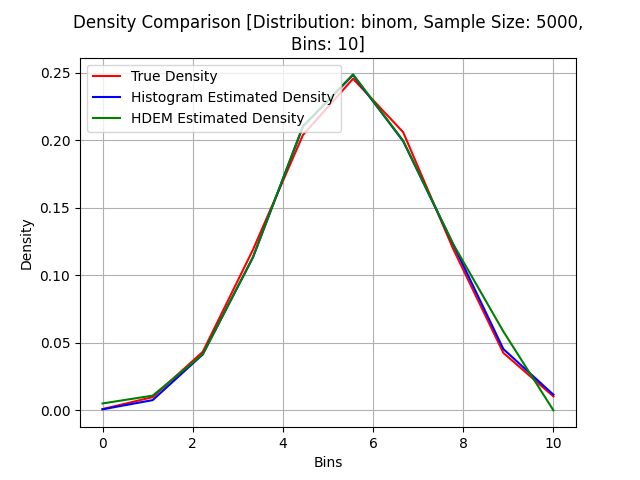 Density Comparison [Distribution: binom, Sample Size: 5000,
Bins: 10]
True Density
Histogram Estimated Density
HDEM Estimated Density
Density
0.25
0.20
0.15
0.10
0.05
0.00
0 2 4 6 8 10
Bins